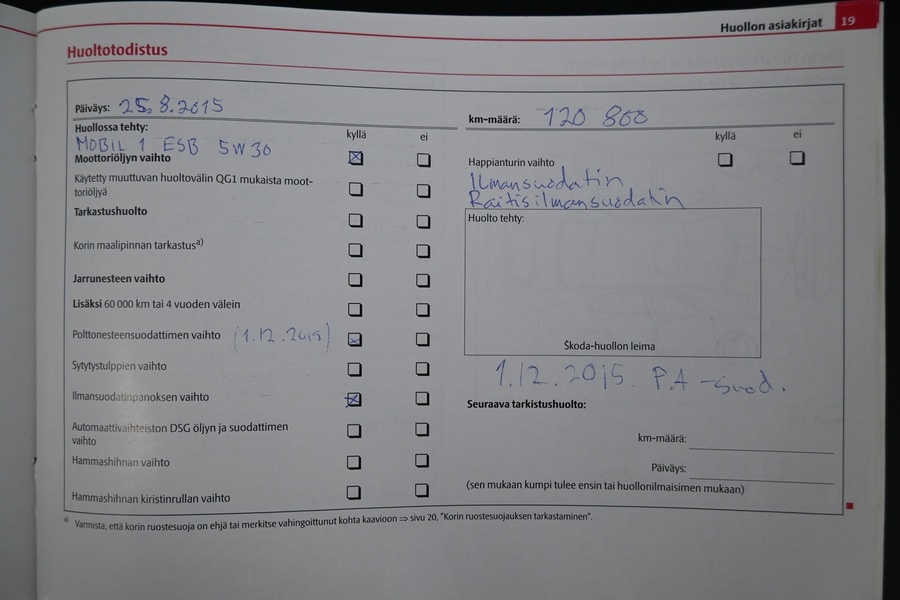 Huollon asiakirjat 19
Huoltotodistus
Päiväys: 25.8.2015
km-määrä: 120 800
Huollossa tehty:
kyllä ei
kyllä ei
MOBIL 1 ESB 5W30
Moottoriöljyn vaihto
Happianturin vaihto
Käytetty muuttuvan huoltovälin QG1 mukaista moot-
toriöljyä
Ilmansuodatin
Raitisilmansuodatin
Tarkastushuolto
Huolto tehty:
Korin maalipinnan tarkastus a)
Jarrunesteen vaihto
Lisäksi 60 000 km tai 4 vuoden välein
Polttonesteensuodattimen vaihto (1.12.2015)
Škoda-huollon leima
Sytytystulppien vaihto
1.12.2015 P.A -suod.
Ilmansuodatinpanoksen vaihto
Seuraava tarkistushuolto:
Automaattivaihteiston DSG öljyn ja suodattimen
vaihto
km-määrä:
Hammashihnan vaihto
Päiväys:
(sen mukaan kumpi tulee ensin tai huollonilmaisimen mukaan)
Hammashihnan kiristinrullan vaihto
a) Varmista, että korin ruostesuoja on ehjä tai merkitse vahingoittunut kohta kaavioon ⇒ sivu 20, "Korin ruostesuojauksen tarkastaminen".